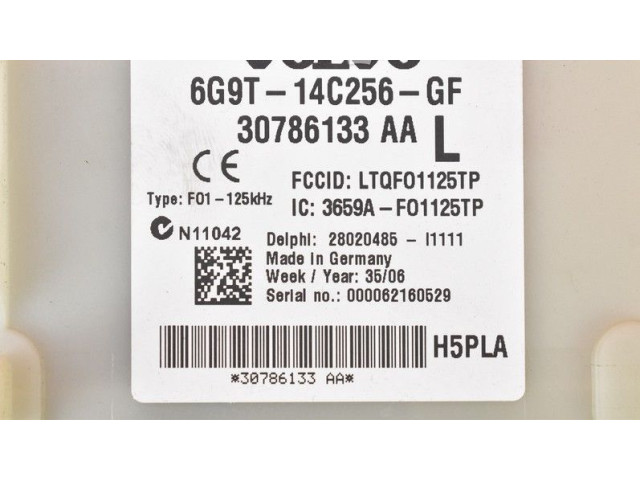 VOLVO
6G9T-14C256-GF
30786133 AA L
CE
FCCID: LTQFO1125TP
Type: FO1-125kHz
IC: 3659A-FO1125TP
N11042
Delphi: 28020485 - I1111
Made in Germany
Week / Year: 35/06
Serial no.: 000062160529
H5PLA
*30786133 AA*